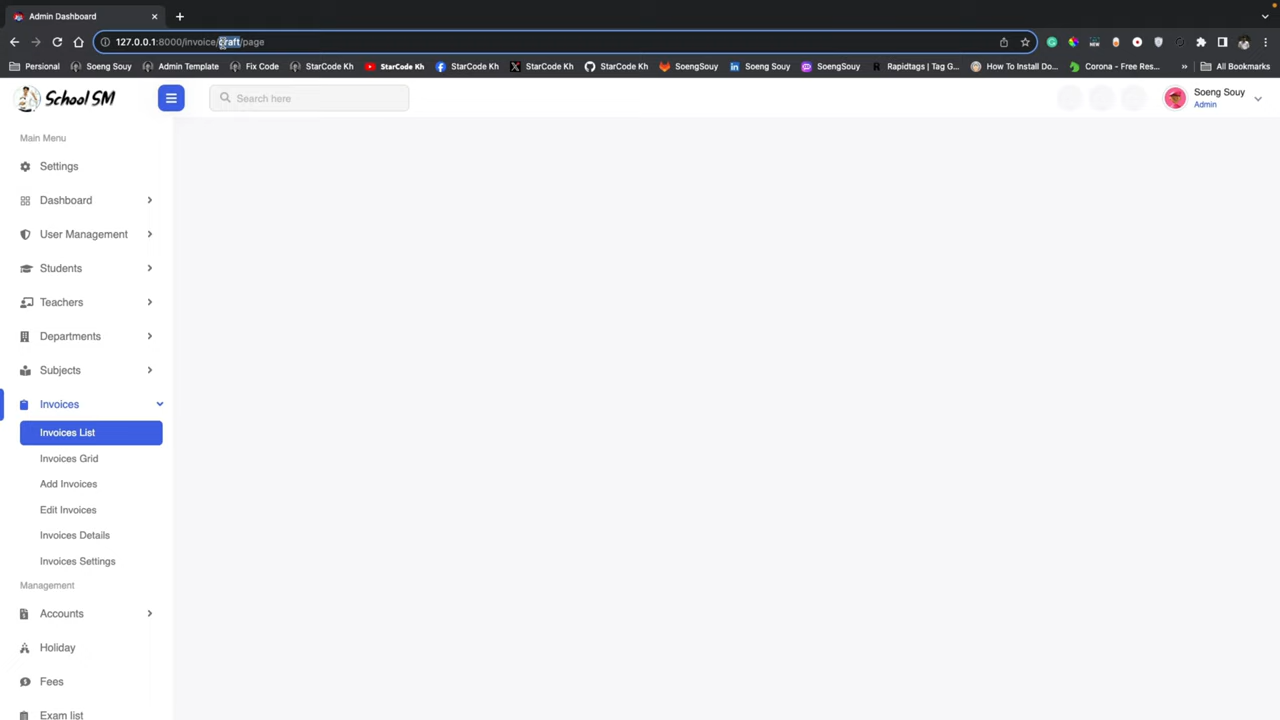 Admin Dashboard
127.0.0.1:8000/invoice/draft/page
Personal
Soeng Souy
Admin Template
Fix Code
StarCode Kh
StarCode Kh
StarCode Kh
StarCode Kh
StarCode Kh
SoengSouy
Soeng Souy
SoengSouy
Rapidtags | Tag G...
How To Install Do...
Corona - Free Res...
All Bookmarks
School SM
Search here
Soeng Souy
Admin
Main Menu
Settings
Dashboard
User Management
Students
Teachers
Departments
Subjects
Invoices
Invoices List
Invoices Grid
Add Invoices
Edit Invoices
Invoices Details
Invoices Settings
Management
Accounts
Holiday
Fees
Exam list